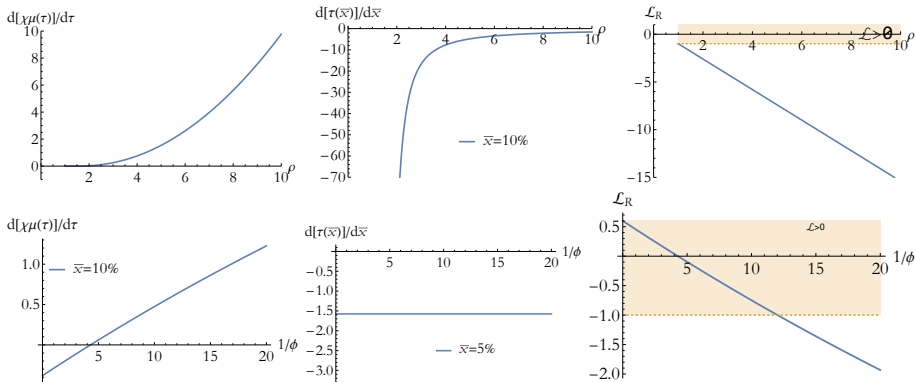 d[χμ(τ)]/dτ
10
8
6
4
2
0
2 4 6 8 10
ρ
d[τ(x̅)]/dx̅
0
−10
−20
−30
−40
−50
−60
−70
2 4 6 8 10
ρ
x̅=10%
ℒR
0
−5
−10
−15
2 4 6 8 10
ρ
ℒ>0
d[χμ(τ)]/dτ
1.0
0.5
5 10 15 20
1/ϕ
x̅=10%
d[τ(x̅)]/dx̅
−0.5
−1.0
−1.5
−2.0
−2.5
−3.0
5 10 15 20
1/ϕ
x̅=5%
ℒR
0.5
−0.5
−1.0
−1.5
−2.0
5 10 15 20
1/ϕ
ℒ>0